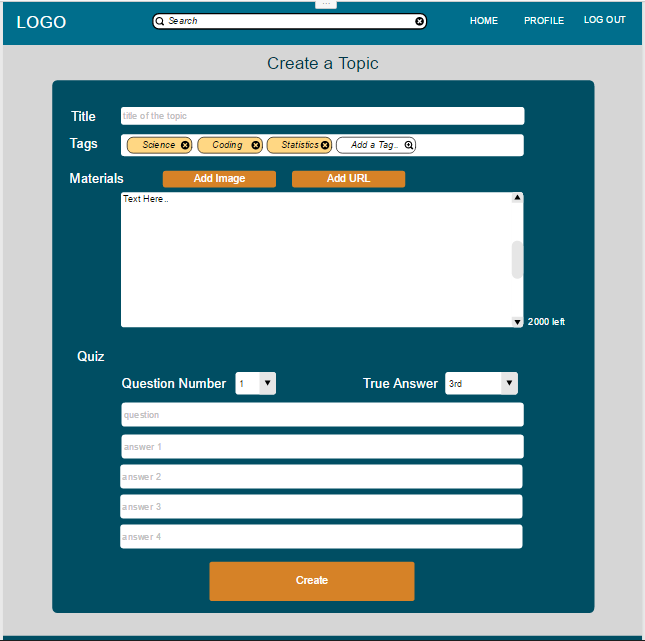 LOGO Search HOME PROFILE LOG OUT
Create a Topic
Title title of the topic
Tags Science Coding Statistics Add a Tag..
Materials Add Image Add URL
Text Here..
2000 left
Quiz
Question Number 1 True Answer 3rd
question
answer 1
answer 2
answer 3
answer 4
Create